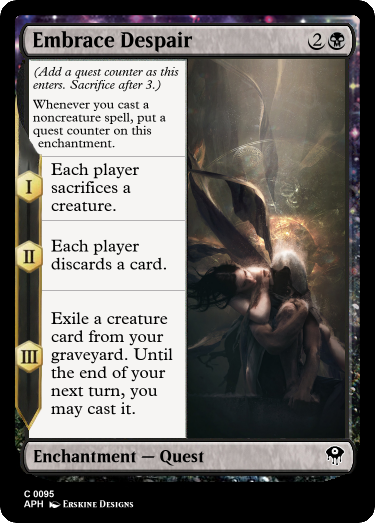 Embrace Despair 2
(Add a quest counter as this
enters. Sacrifice after 3.)
Whenever you cast a
noncreature spell, put a
quest counter on this
enchantment.
I
Each player
sacrifices a
creature.
II
Each player
discards a card.
III
Exile a creature
card from your
graveyard. Until
the end of your
next turn, you
may cast it.
Enchantment — Quest
C 0095
APH Erskine Designs